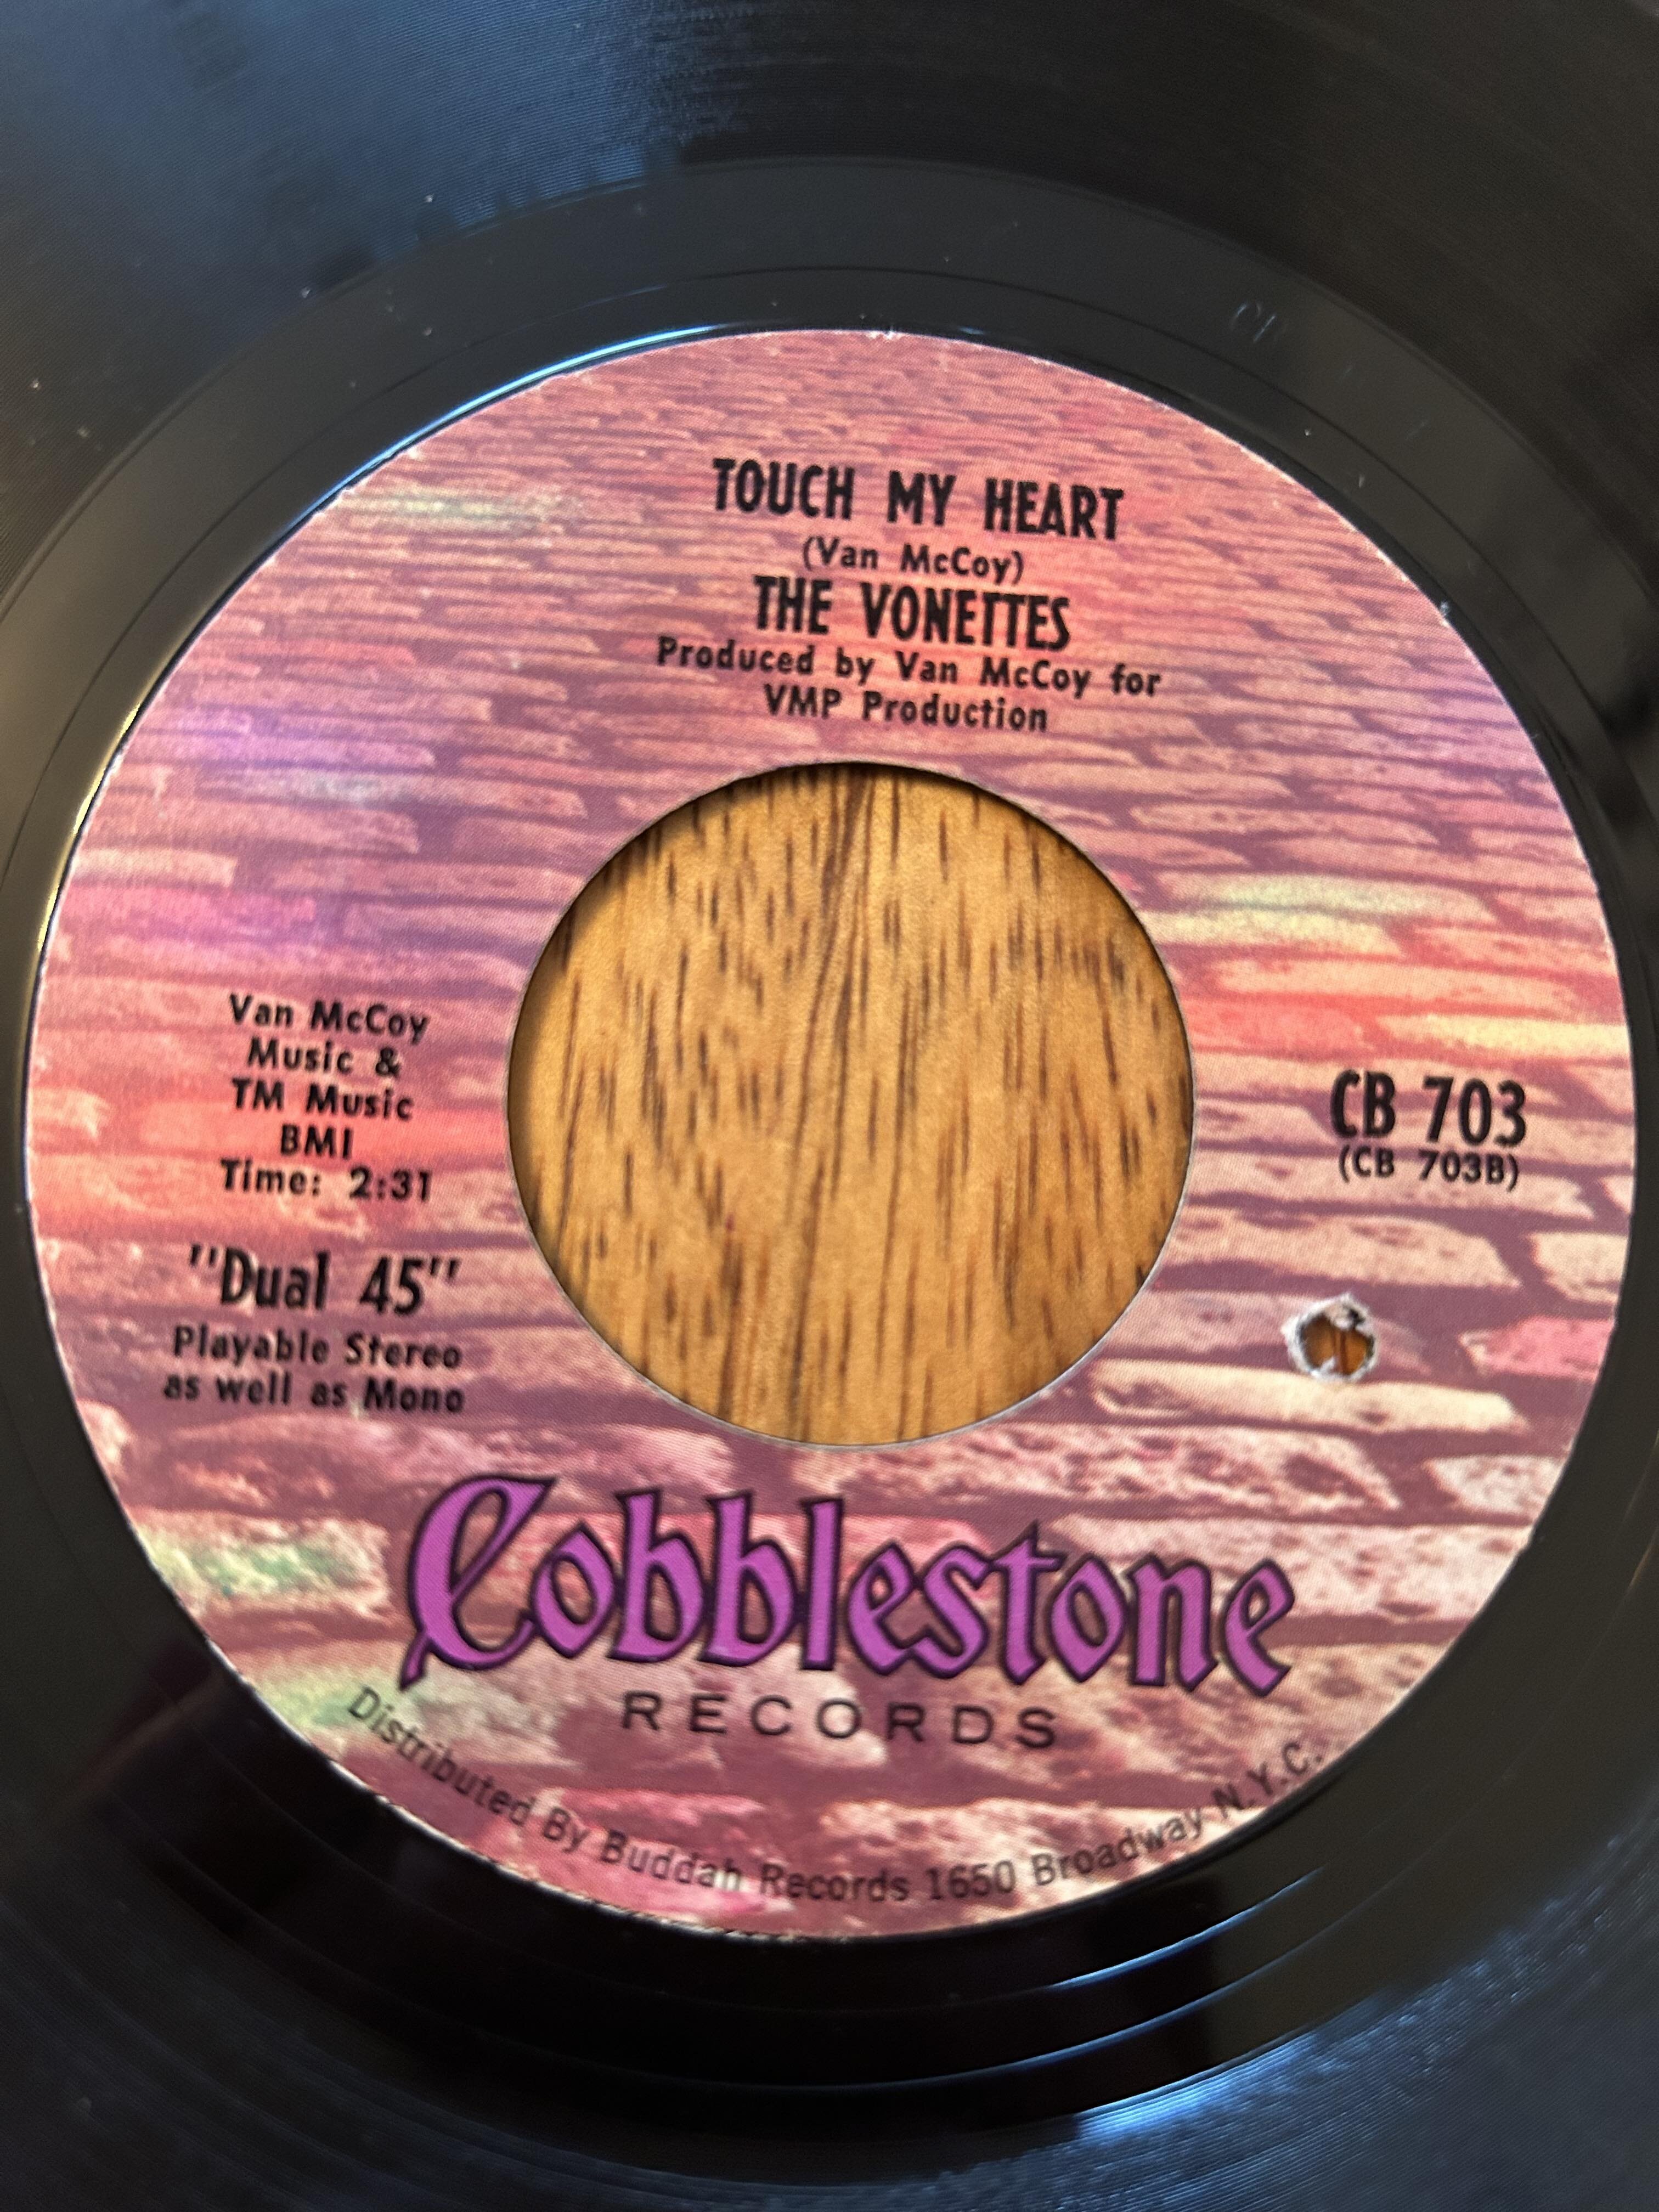 TOUCH MY HEART
(Van McCoy)
THE VONETTES
Produced by Van McCoy for
VMP Production
Van McCoy
Music &
TM Music
BMI
Time: 2:31
"Dual 45"
Playable Stereo
as well as Mono
CB 703
(CB 703B)
Cobblestone
RECORDS
Distributed By Buddah Records 1650 Broadway N.Y.C.